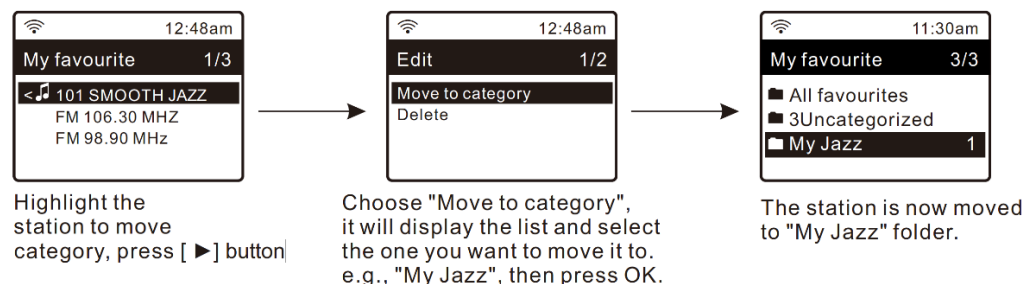 12:48am
My favourite 1/3
< 101 SMOOTH JAZZ
FM 106.30 MHZ
FM 98.90 MHz
Highlight the
station to move
category, press [ ►] button
12:48am
Edit 1/2
Move to category
Delete
Choose "Move to category",
it will display the list and select
the one you want to move it to.
e.g., "My Jazz", then press OK.
11:30am
My favourite 3/3
All favourites
3Uncategorized
My Jazz 1
The station is now moved
to "My Jazz" folder.